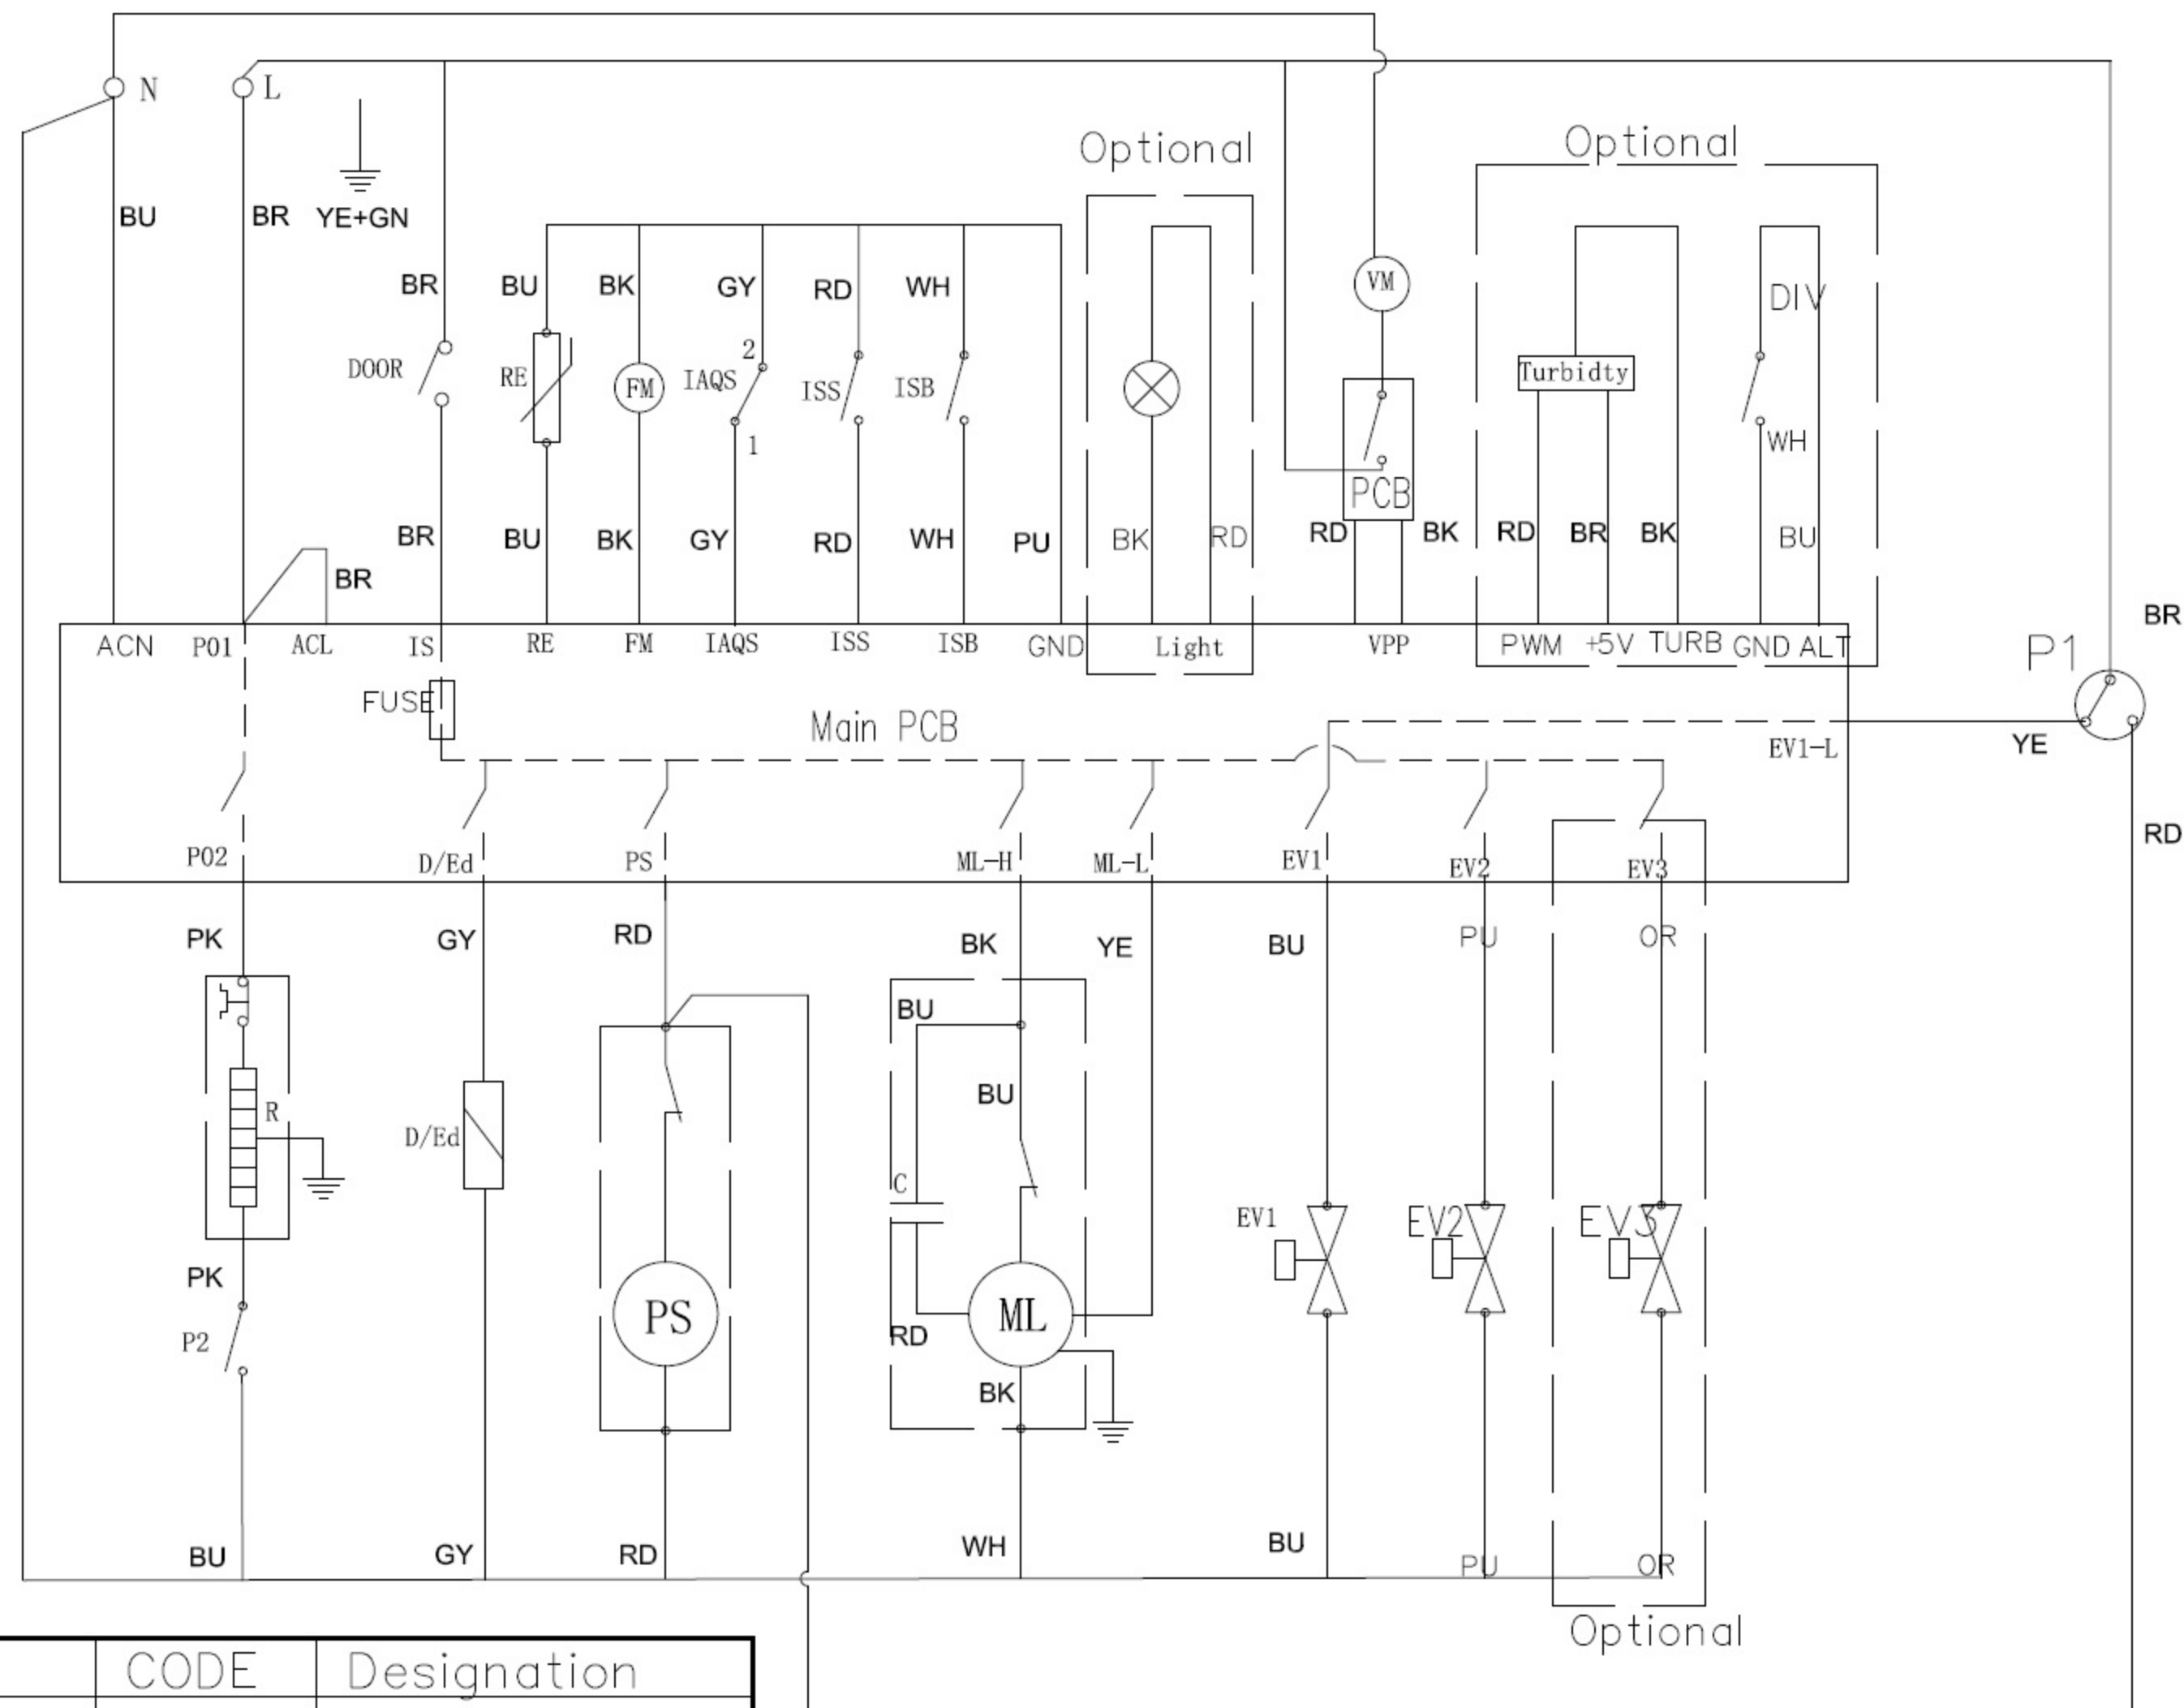 N
L
Optional
Optional
BU
BR
YE+GN
BR
BU
BK
GY
RD
WH
VM
DIV
DOOR
RE
FM
IAQS
2
1
ISS
ISB
Turbidty
WH
PCB
BR
BU
BK
GY
RD
WH
PU
BK
RD
RD
BK
RD
BR
BK
BU
BR
BR
ACN
P01
ACL
IS
RE
FM
IAQS
ISS
ISB
GND
Light
VPP
PWM
+5V
TURB
GND
ALT
P1
FUSE
Main PCB
EV1-L
YE
RD
P02
D/Ed
PS
ML-H
ML-L
EV1
EV2
EV3
PK
GY
RD
BK
YE
BU
PU
OR
BU
R
D/Ed
BU
C
EV1
EV2
EV3
PK
P2
PS
ML
RD
BK
BU
GY
RD
WH
BU
PU
OR
Optional
CODE
Designation